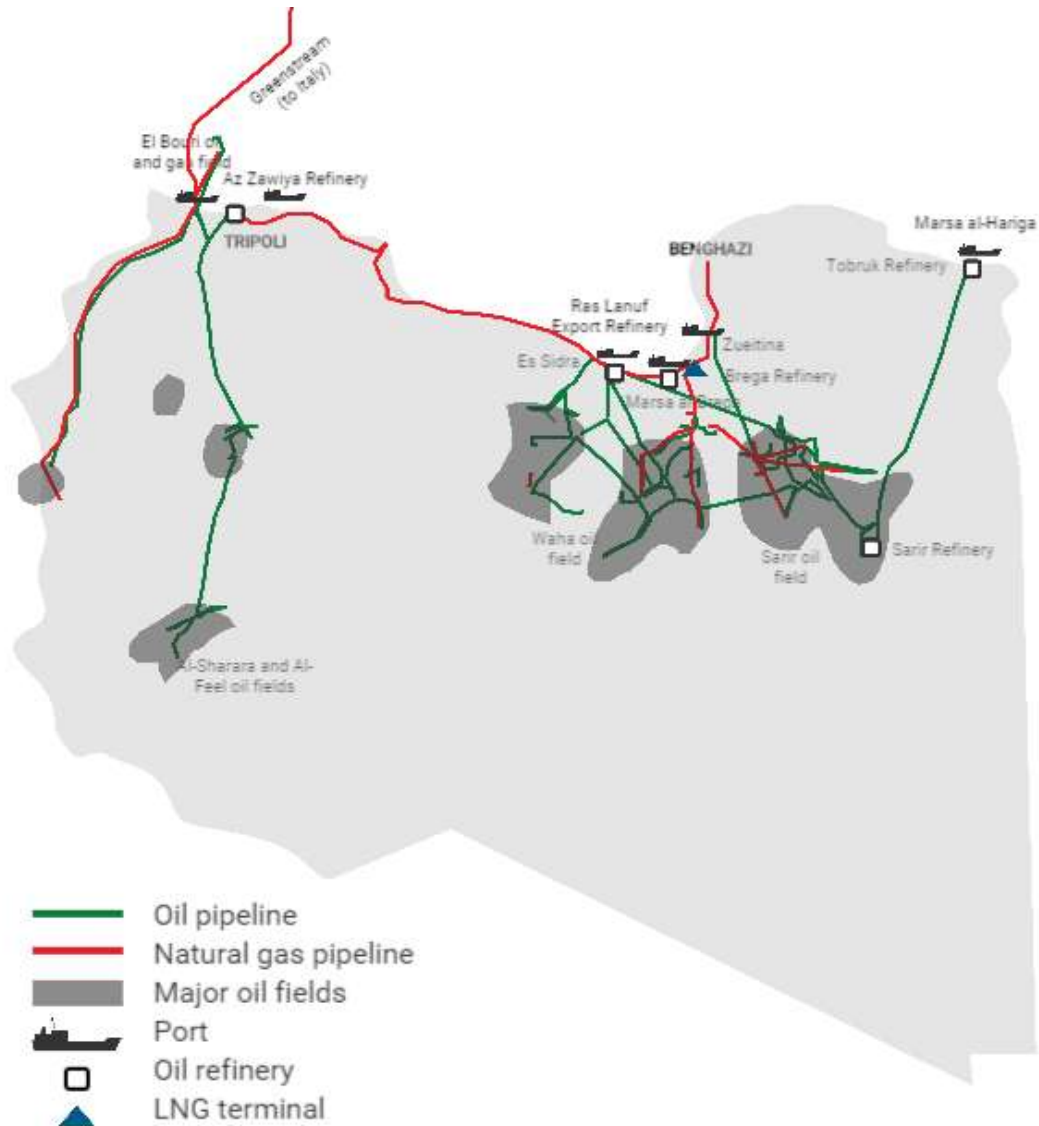 Greenstream
(to Italy)
El Bouri oil
and gas field
Az Zawiya Refinery
TRIPOLI
BENGHAZI
Marsa al-Hariga
Tobruk Refinery
Ras Lanuf
Export Refinery
Zueitina
Es Sidra
Brega Refinery
Marsa al-Brega
Waha oil
field
Sarir oil
field
Sarir Refinery
Al-Sharara and Al-
Feel oil fields
Oil pipeline
Natural gas pipeline
Major oil fields
Port
Oil refinery
LNG terminal